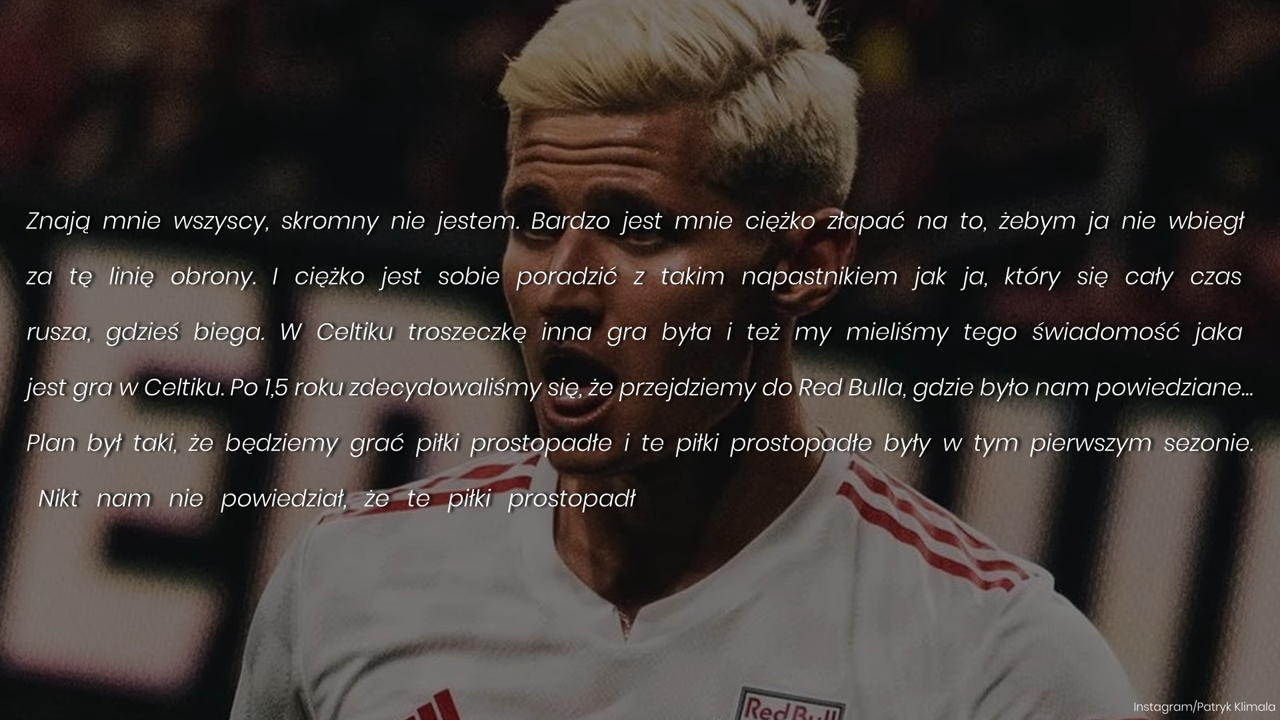 Znają mnie wszyscy, skromny nie jestem. Bardzo jest mnie ciężko złapać na to, żebym ja nie wbiegł
za tę linię obrony. I ciężko jest sobie poradzić z takim napastnikiem jak ja, który się cały czas
rusza, gdzieś biega. W Celtiku troszeczkę inna gra była i też my mieliśmy tego świadomość jaka
jest gra w Celtiku. Po 1,5 roku zdecydowaliśmy się, że przejdziemy do Red Bulla, gdzie było nam powiedziane...
Plan był taki, że będziemy grać piłki prostopadłe i te piłki prostopadłe były w tym pierwszym sezonie.
Nikt nam nie powiedział, że te piłki prostopadł
Red Bull
Instagram/Patryk Klimala